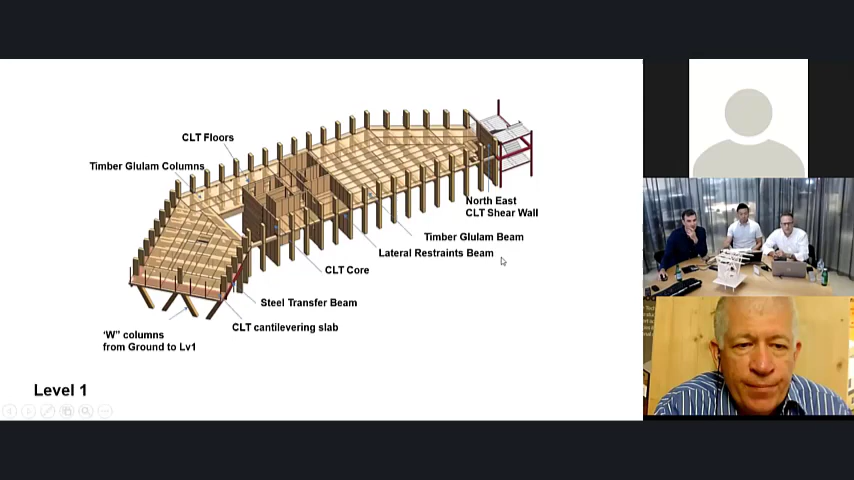 CLT Floors
Timber Glulam Columns
North East
CLT Shear Wall
Timber Glulam Beam
Lateral Restraints Beam
CLT Core
Steel Transfer Beam
CLT cantilevering slab
‘W” columns
from Ground to Lv1
Level 1